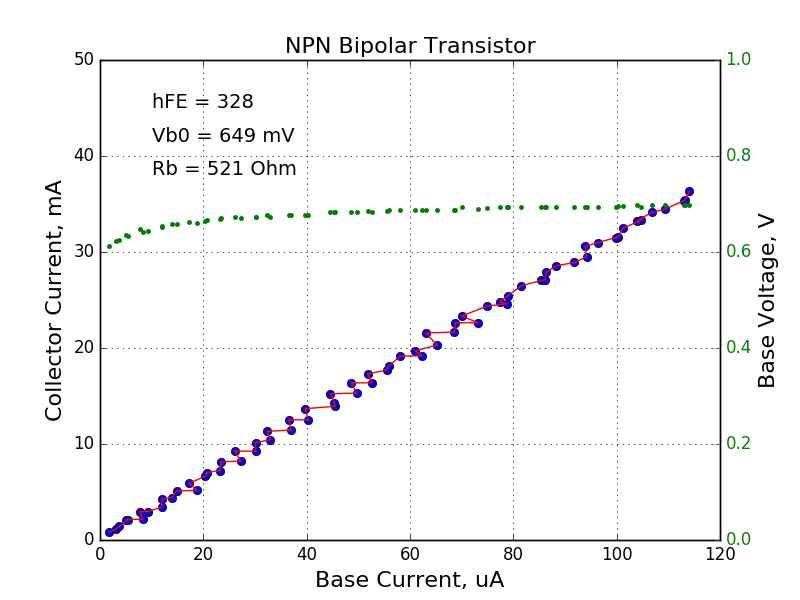 NPN Bipolar Transistor
hFE = 328
Vb0 = 649 mV
Rb = 521 Ohm
50
40
30
20
10
0
Collector Current, mA
1.0
0.8
0.6
0.4
0.2
0.0
Base Voltage, V
0 20 40 60 80 100 120
Base Current, uA